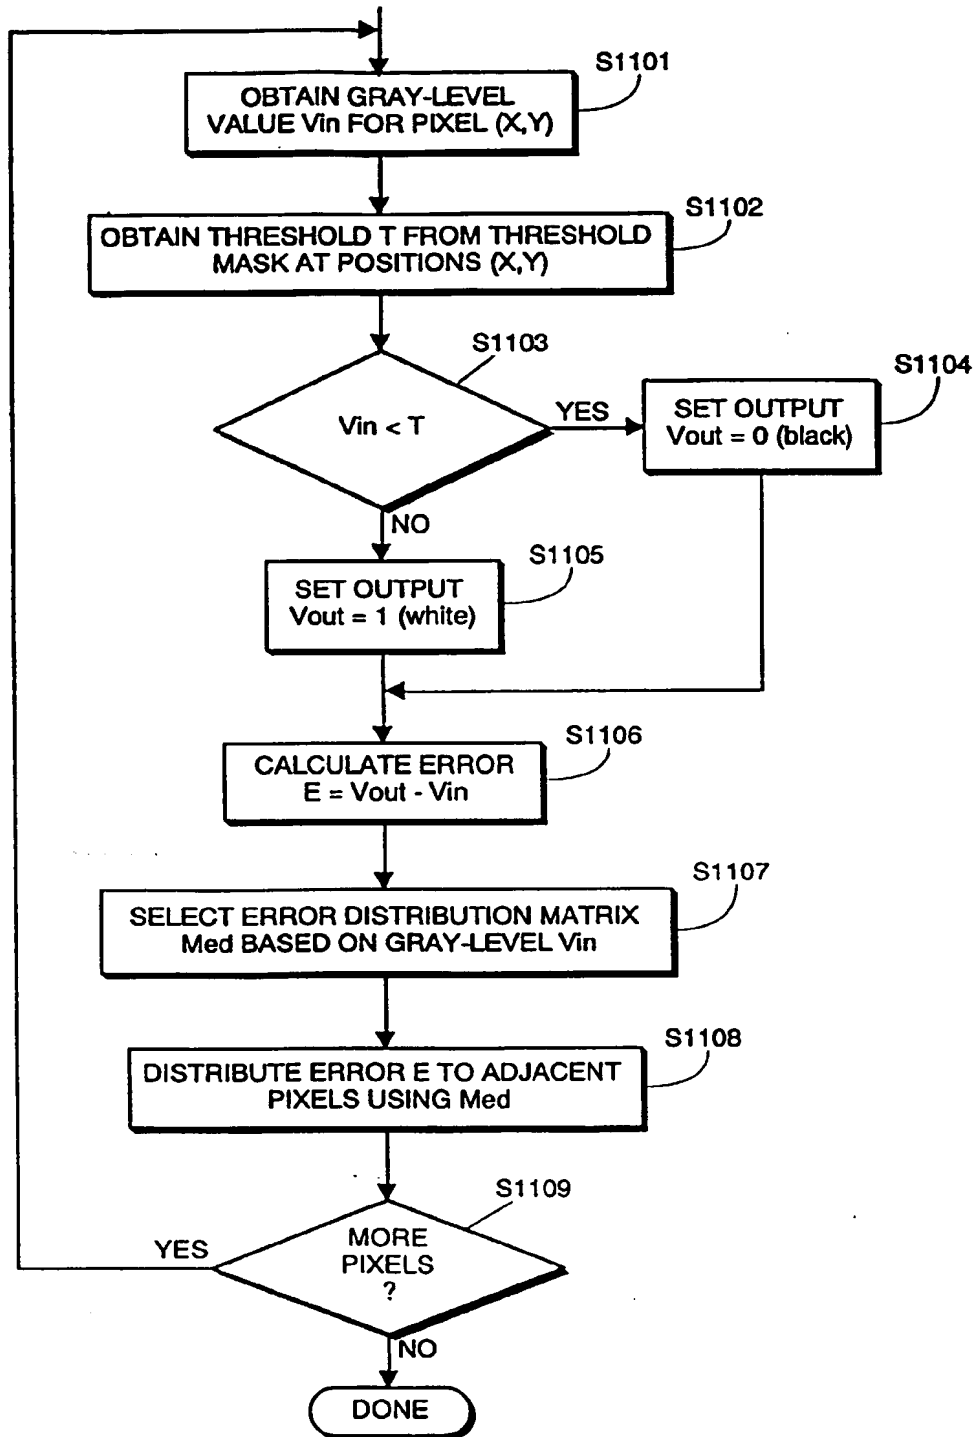 S1101
OBTAIN GRAY-LEVEL
VALUE Vin FOR PIXEL (X,Y)
S1102
OBTAIN THRESHOLD T FROM THRESHOLD
MASK AT POSITIONS (X,Y)
S1103
Vin < T
YES
S1104
SET OUTPUT
Vout = 0 (black)
NO
S1105
SET OUTPUT
Vout = 1 (white)
S1106
CALCULATE ERROR
E = Vout - Vin
S1107
SELECT ERROR DISTRIBUTION MATRIX
Med BASED ON GRAY-LEVEL Vin
S1108
DISTRIBUTE ERROR E TO ADJACENT
PIXELS USING Med
S1109
MORE
PIXELS
?
YES
NO
DONE